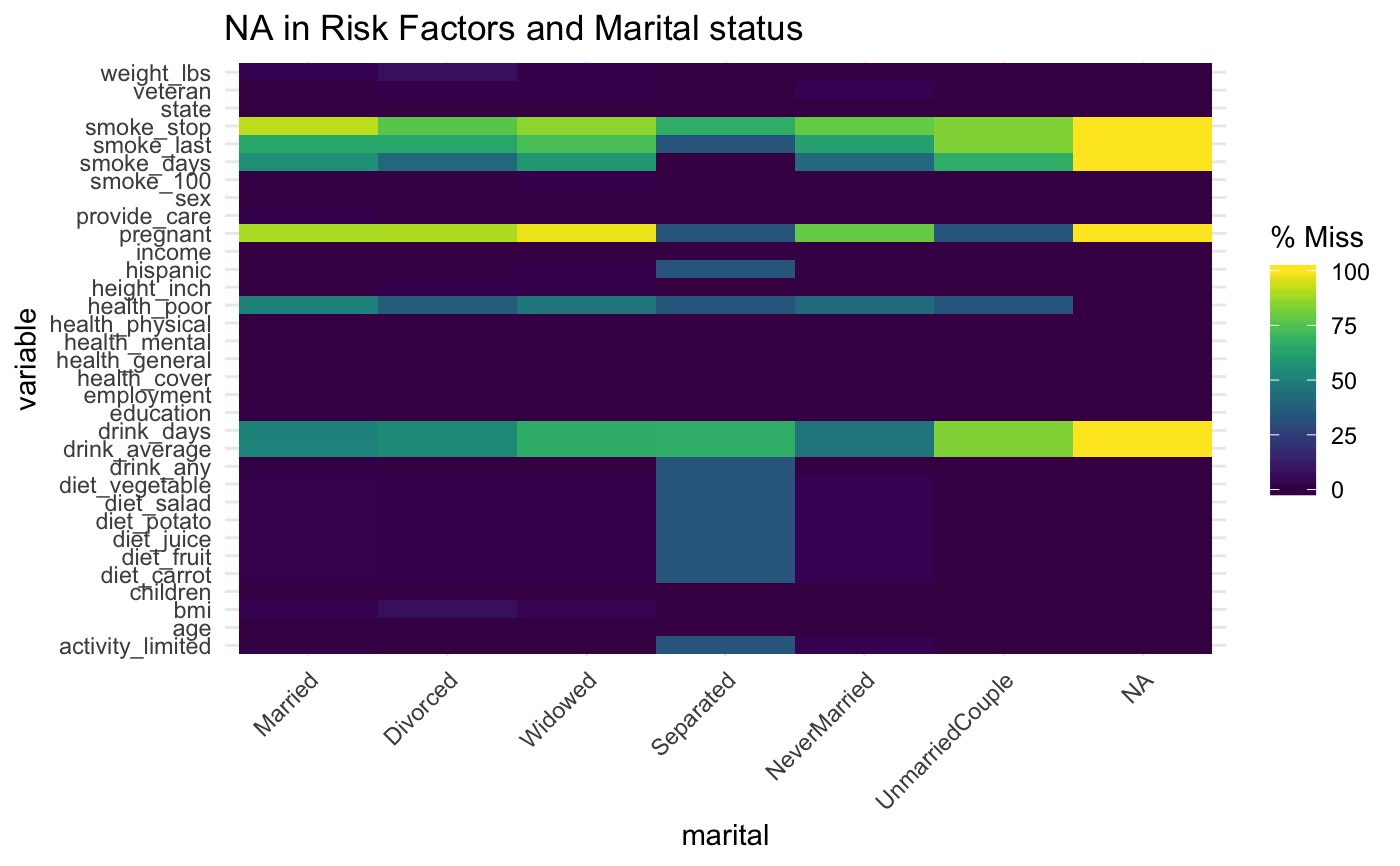 NA in Risk Factors and Marital status
weight_lbs
veteran
state
smoke_stop
smoke_last
smoke_days
smoke_100
sex
provide_care
pregnant
income
hispanic
height_inch
health_poor
health_physical
health_mental
health_general
health_cover
employment
education
drink_days
drink_average
drink_any
diet_vegetable
diet_salad
diet_potato
diet_juice
diet_fruit
diet_carrot
children
bmi
age
activity_limited
variable
Married
Divorced
Widowed
Separated
NeverMarried
UnmarriedCouple
NA
marital
% Miss
100
75
50
25
0